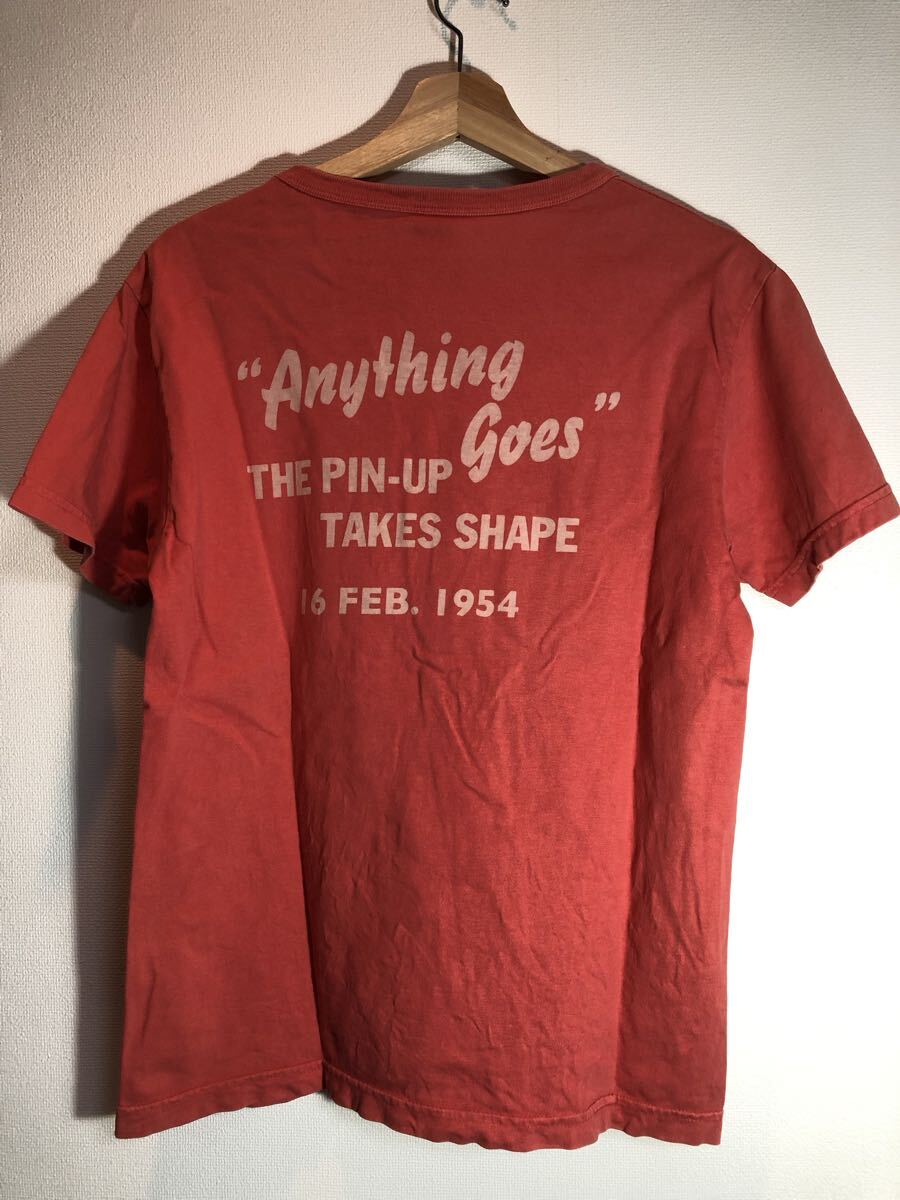 "Anything
Goes"
THE PIN-UP
TAKES SHAPE
16 FEB. 1954